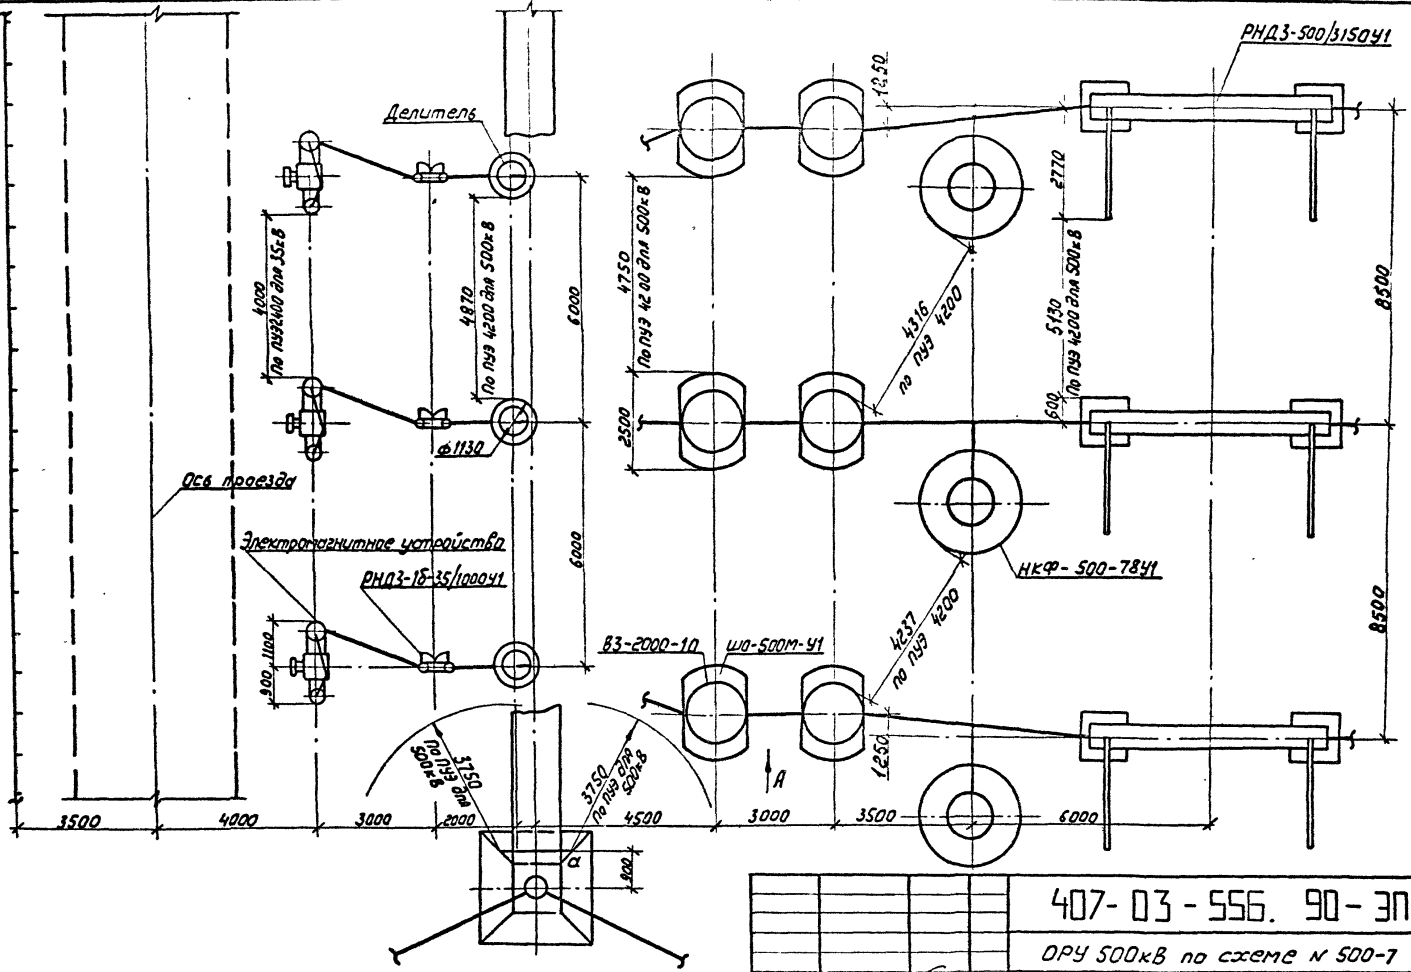 РНДЗ-500/3150У1
1250
Делитель
2770
4000
По ПУЭ 2400 для 35кВ
4870
По ПУЭ 4200 для 500кВ
6000
4750
По ПУЭ 4200 для 500кВ
4316
по ПУЭ 4200
5130
По ПУЭ 4200 для 500кВ
8500
600
2500
ф1130
Ось проезда
Электромагнитное устройство
РНДЗ-1б-35/1000У1
6000
НКФ-500-78У1
4237
по ПУЭ 4200
8500
ВЗ-2000-1П
ШО-500М-У1
1100
900
3750
По ПУЭ для
500кВ
3750
По ПУЭ для
500кВ
1250
А
3500
4000
3000
2000
4500
3000
3500
6000
а
900
407-03-556. 90-ЭП
ОРУ 500кВ по схеме N 500-7